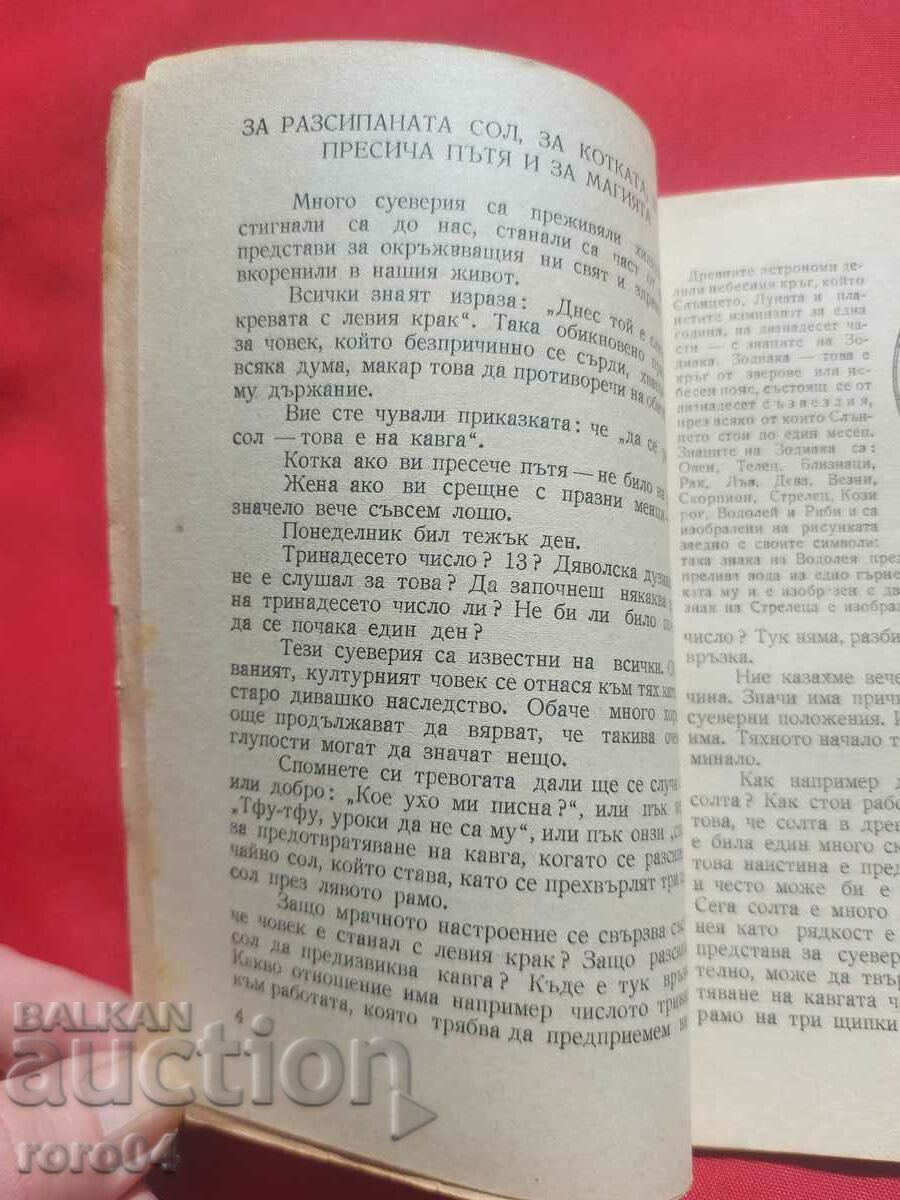 ЗА РАЗСИПАНАТА СОЛ, ЗА КОТКАТА,
ПРЕСИЧА ПЪТЯ И ЗА МАГИЯТА
Много суеверия са преживяли
стигнали са до нас, станали са част от
представи за окръжаващия ни свят и
вкоренили в нашия живот.
Всички знаят израза: „Днес той е
кревата с левия крак“. Така обикновено
за човек, който безпричинно се сърди,
всяка дума, макар това да противоречи на
му държание.
Вие сте чували приказката: че „да се
сол — това е на кавга“.
Котка ако ви пресече пътя — не било на
Жена ако ви срещне с празни менци,
значело вече съвсем лошо.
Понеделник бил тежък ден.
Тринадесето число? 13? Дяволска
не е слушал за това? Да започнеш някаква
на тринадесето число ли? Не би ли било
да се почака един ден?
Тези суеверия са известни на всички.
ваният, културният човек се отнася към тях
старо дивашко наследство. Обаче много
още продължават да вярват, че такива
глупости могат да значат нещо.
Спомнете си тревогата дали ще се
или добро: „Кое ухо ми писна?“, или пък
„Тфу-тфу, уроки да не са му“, или пък онзи
за предотвратяване на кавга, когато се
чайно сол, който става, като се прехвърлят три
сол през лявото рамо.
Защо мрачното настроение се свързва
че човек е станал с левия крак? Защо
сол да предизвиква кавга? Къде е тук
Какво отношение има например числото
към работата, която трябва да предприемем
4
Древните астрономи де-
лили небесния кръг, който
Слънцето, Луната и пла-
нетите изминават за една
година, на дванадесет ча-
сти — с знаците на Зо-
диака. Зодиака — това е
кръг от зверове или не-
бесен пояс, състоящ се от
дванадесет съзвездия,
през всяко от които Слън-
цето стои по един месец.
Знаците на Зодиака са:
Овен, Телец, Близнаци,
Рак, Лъв, Дева, Везни,
Скорпион, Стрелец, Кози
рог, Водолей и Риби и са
изобразени на рисунката
заедно с своите символи:
така знака на Водолея
преливат вода из едно
ката му и е изобразен с
знак на Стрелеца е
число? Тук няма,
връзка.
Ние казахме вече
чина. Значи има
суеверни положения.
има. Тяхното начало
минало.
Как например
солта? Как стои
това, че солта в
е била един много
това наистина е
и често може би е
Сега солта е много
нея като рядкост е
представа за
телно, може да
тяване на кавгата
рамо на три щипки
BALKAN
auction
roro04